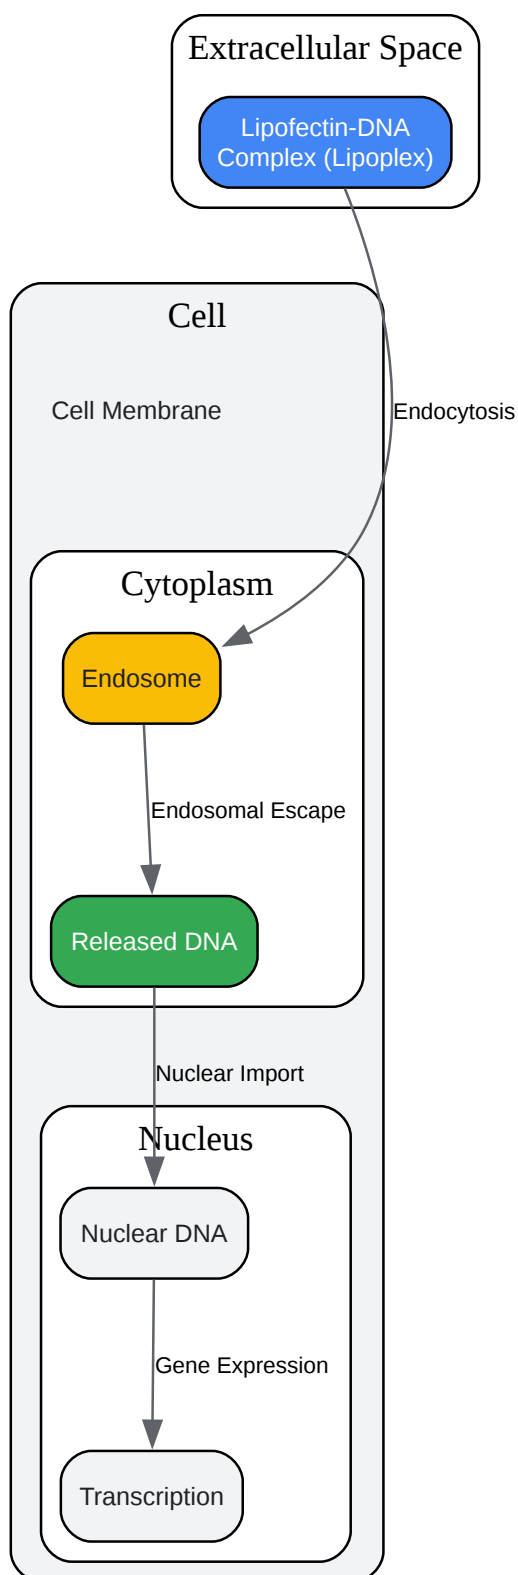 Extracellular Space
Lipofectin-DNA
Complex (Lipoplex)
Cell
Cell Membrane
Endocytosis
Cytoplasm
Endosome
Endosomal Escape
Released DNA
Nuclear Import
Nucleus
Nuclear DNA
Gene Expression
Transcription